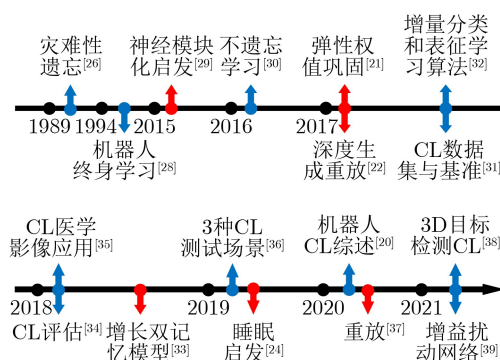 灾难性
遗忘[26]
神经模块
化启发[29]
不遗忘
学习[30]
弹性权
值巩固[21]
增量分类
和表征学
习算法[32]
1989
1994
2015
2016
2017
机器人
终身学习[28]
深度生
成重放[22]
CL数据
集与基准[31]
CL医学
影像应用[35]
3种CL
测试场景[36]
机器人
CL综述[20]
3D目标
检测CL[38]
2018
2019
2020
2021
CL评估[34]
增长双记
忆模型[33]
睡眠
启发[24]
重放[37]
增益扰
动网络[39]